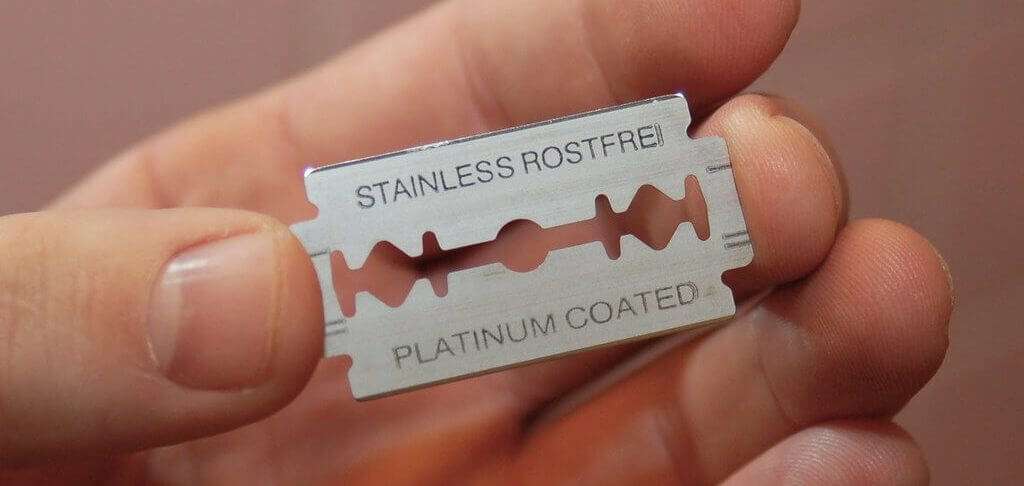 STAINLESS ROSTFREI
PLATINUM COATED